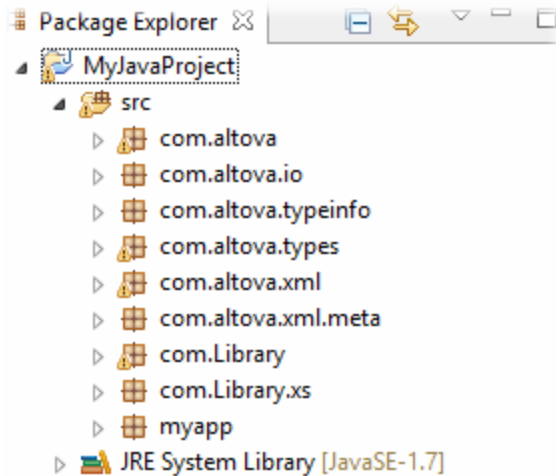 Package Explorer
MyJavaProject
src
com.altova
com.altova.io
com.altova.typeinfo
com.altova.types
com.altova.xml
com.altova.xml.meta
com.Library
com.Library.xs
myapp
JRE System Library [JavaSE-1.7]